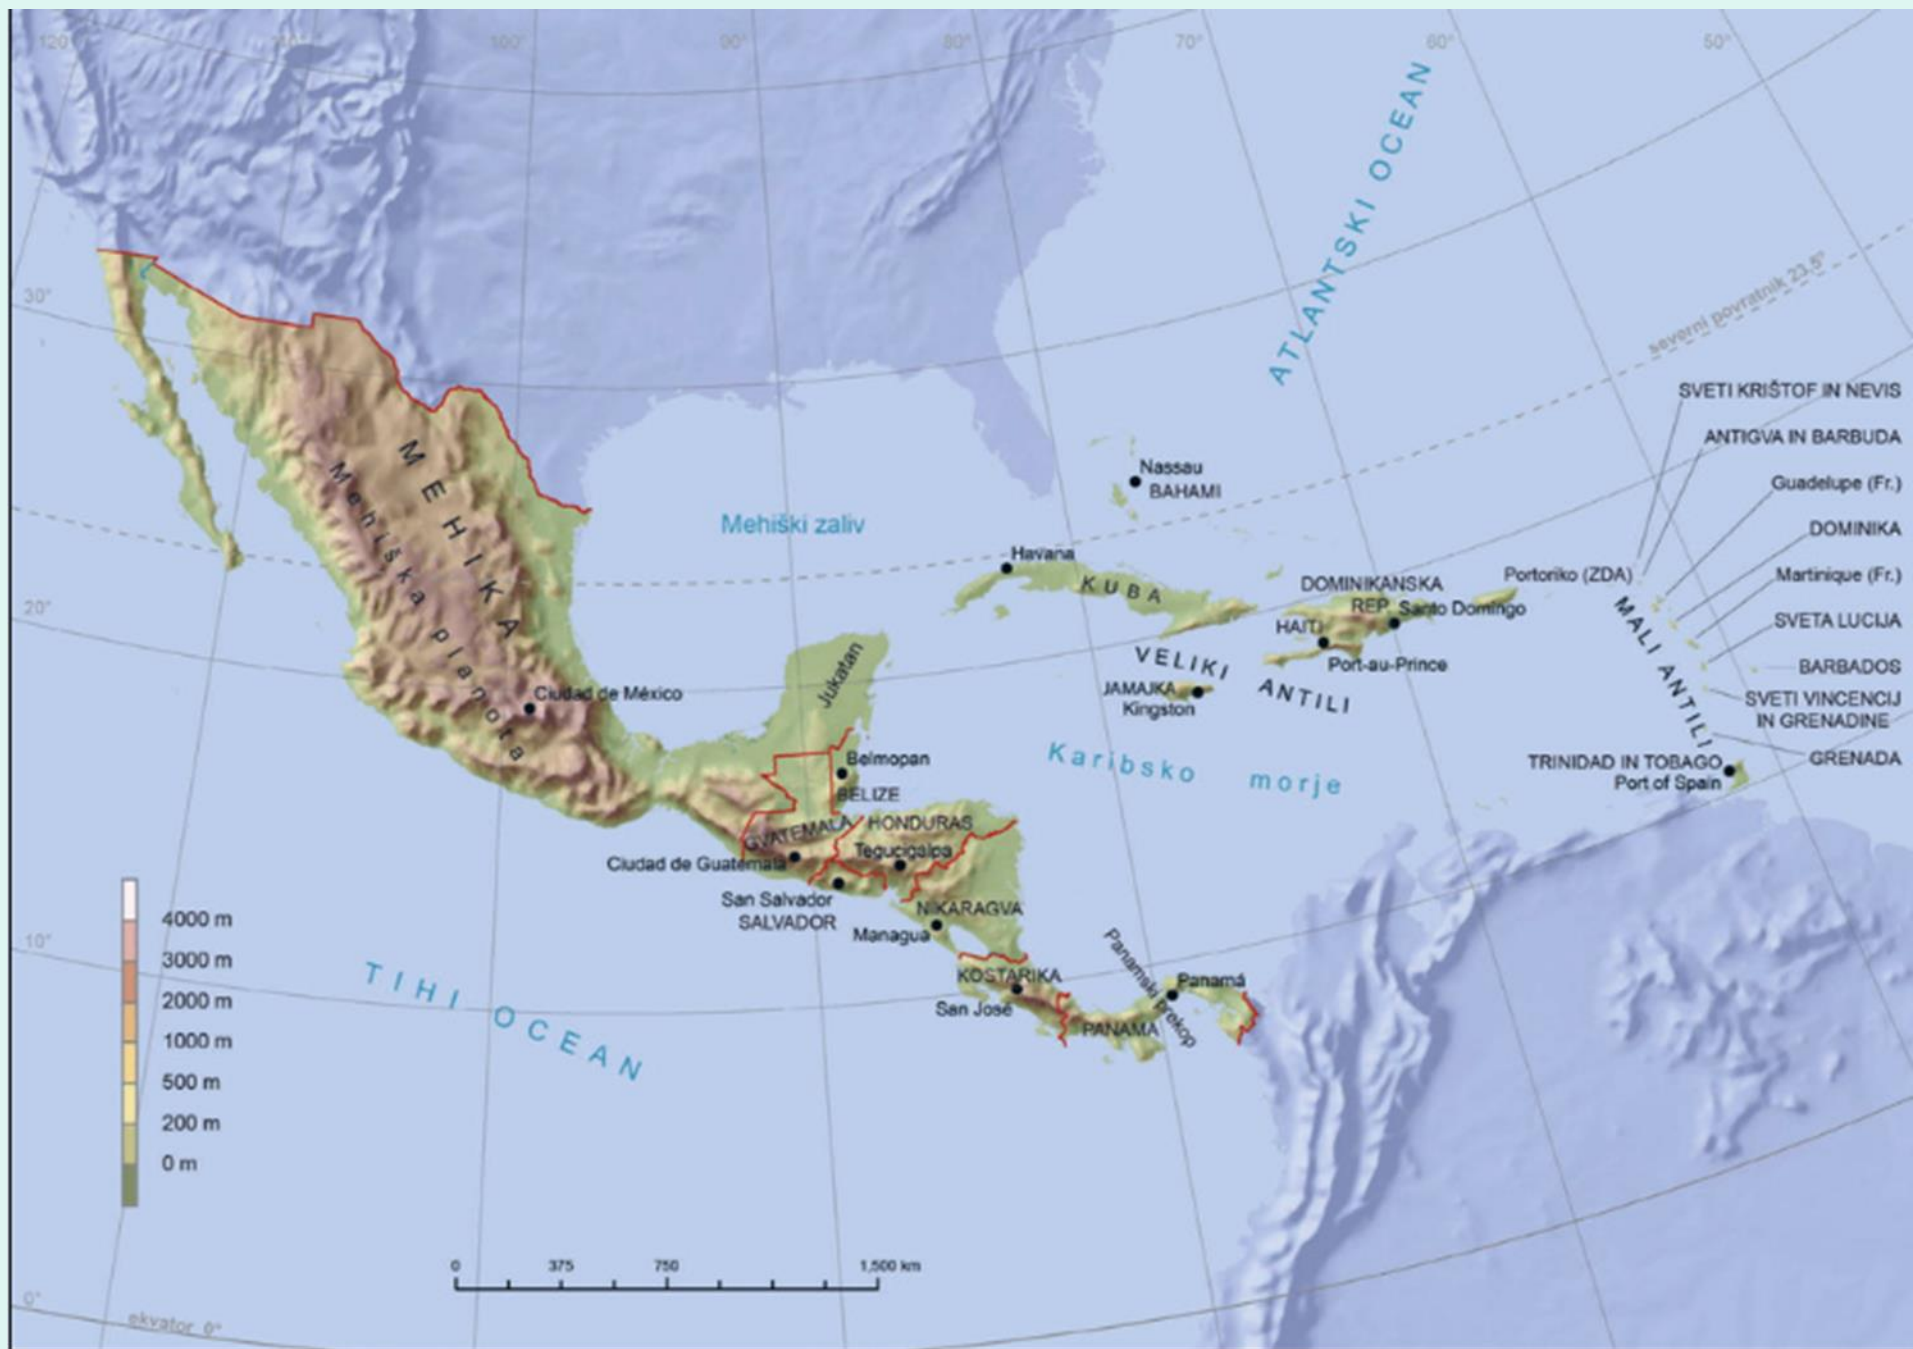 120°
110°
100°
90°
80°
70°
60°
50°
ATLANTSKI OCEAN
30°
severni povratnik 23,5°
SVETI KRIŠTOF IN NEVIS
ANTIGVA IN BARBUDA
Guadelupe (Fr.)
DOMINIKA
Martinique (Fr.)
SVETA LUCIJA
BARBADOS
SVETI VINCENCIJ
IN GRENADINE
GRENADA
MALI ANTILI
TRINIDAD IN TOBAGO
Port of Spain
MEHIKA
Mehiška planota
Mehiški zaliv
Nassau
BAHAMI
Havana
KUBA
Portoriko (ZDA)
DOMINIKANSKA
REP.
Santo Domingo
HAITI
Port-au-Prince
20°
VELIKI ANTILI
JAMAJKA
Kingston
Jukatan
Ciudad de México
Karibsko morje
Belmopan
BELIZE
GVATEMALA
HONDURAS
Tegucigalpa
Ciudad de Guatemala
San Salvador
SALVADOR
NIKARAGVA
Managua
10°
TIHI OCEAN
KOSTARIKA
San José
Panamski prekop
Panamá
PANAMA
4000 m
3000 m
2000 m
1000 m
500 m
200 m
0 m
0 375 750 1,500 km
0°
ekvator 0°